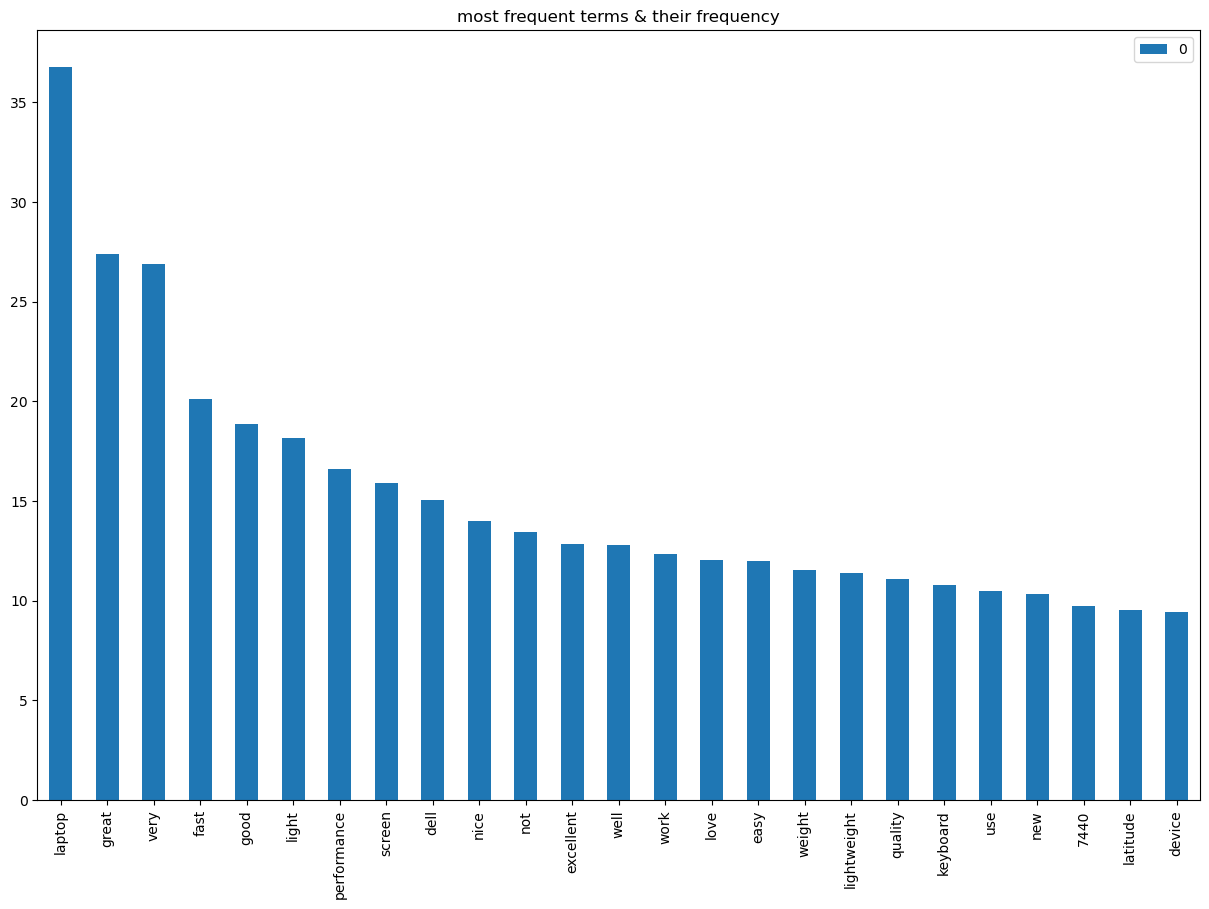 most frequent terms & their frequency
0
35
30
25
20
15
10
5
0
laptop
great
very
fast
good
light
performance
screen
dell
nice
not
excellent
well
work
love
easy
weight
lightweight
quality
keyboard
use
new
7440
latitude
device